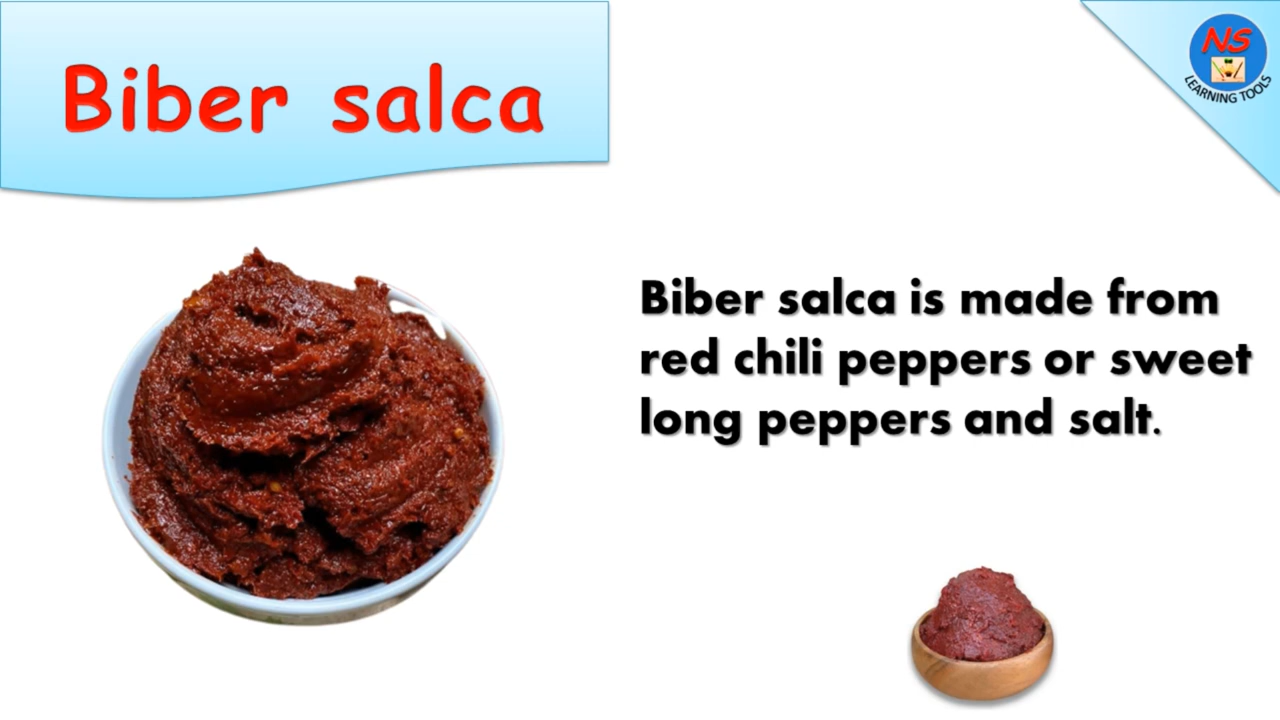 Biber salca
NS
LEARNING TOOLS
Biber salca is made from
red chili peppers or sweet
long peppers and salt.